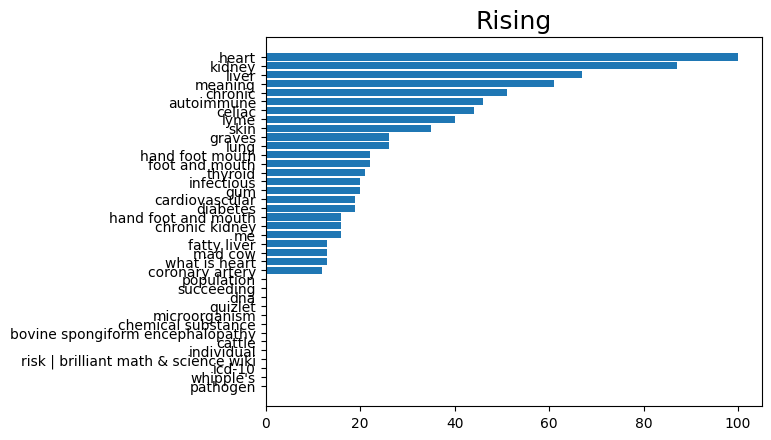 Rising
heart
kidney
liver
meaning
chronic
autoimmune
celiac
lyme
skin
graves
lung
hand foot mouth
foot and mouth
thyroid
infectious
gum
cardiovascular
diabetes
hand foot and mouth
chronic kidney
me
fatty liver
mad cow
what is heart
coronary artery
population
succeeding
dna
quizlet
microorganism
chemical substance
bovine spongiform encephalopathy
cattle
individual
risk | brilliant math & science wiki
icd-10
whipple's
pathogen
0 20 40 60 80 100